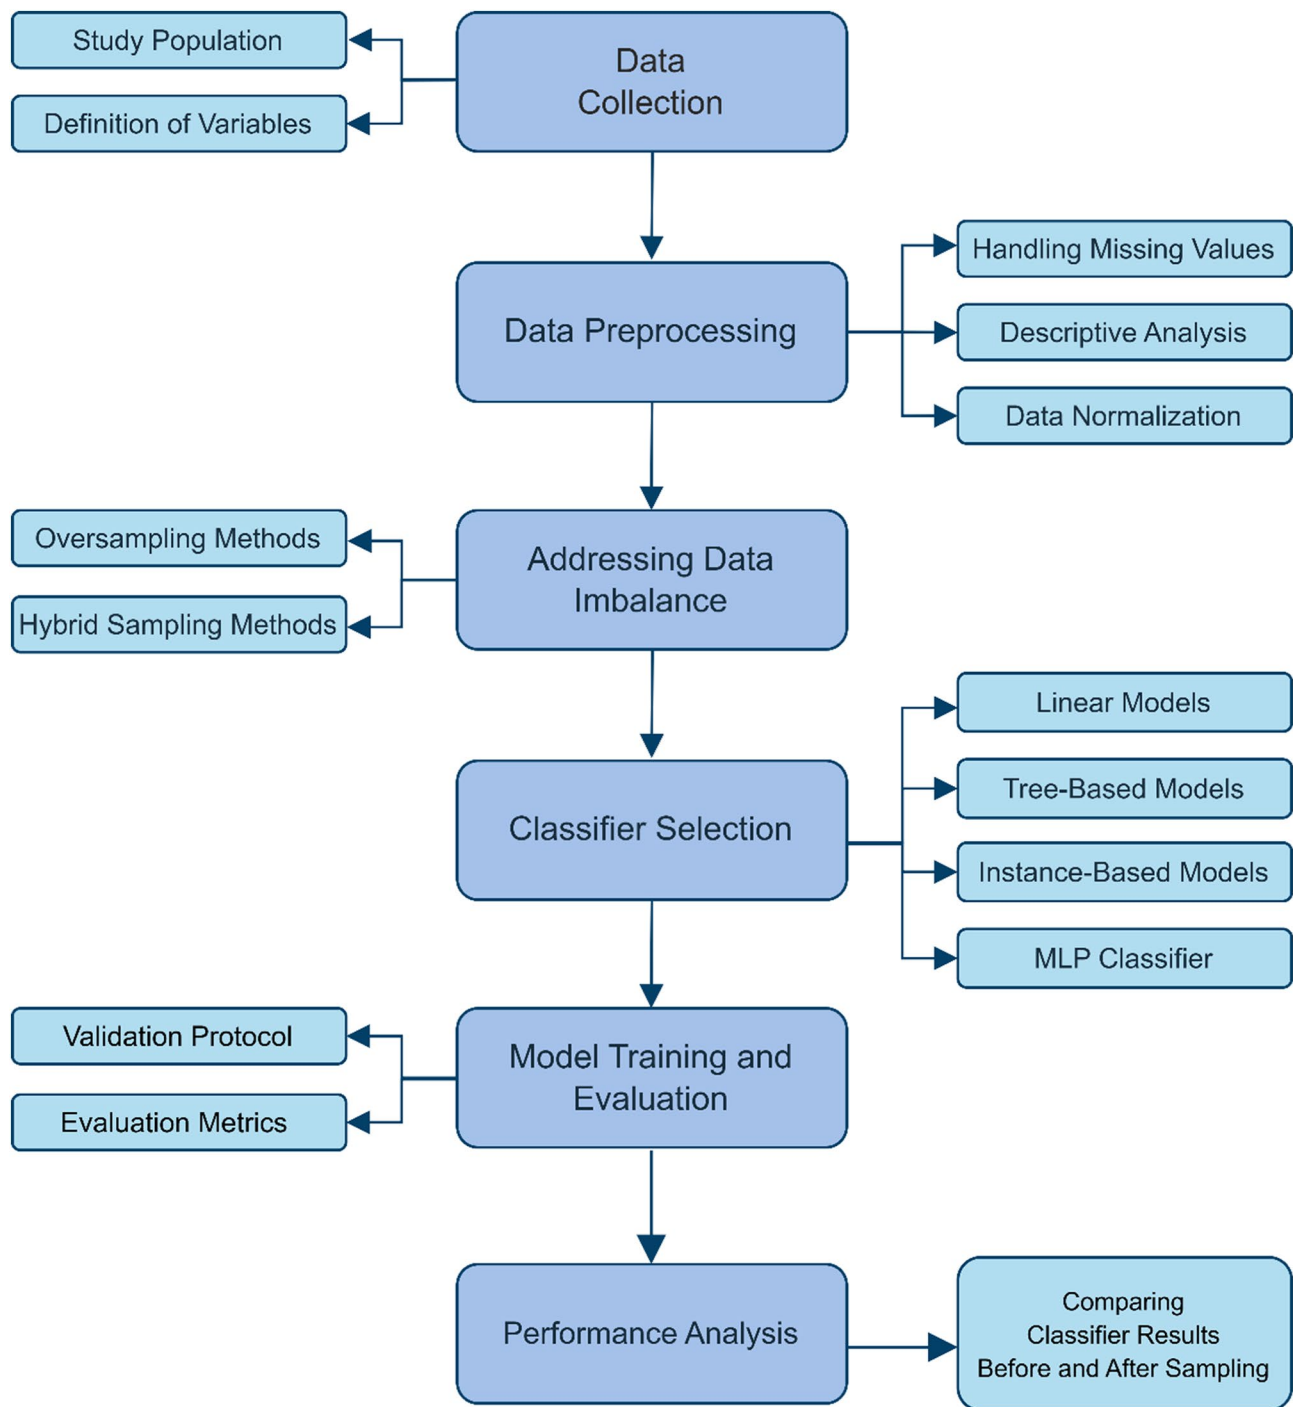 Study Population
Definition of Variables
Data
Collection
Data Preprocessing
Handling Missing Values
Descriptive Analysis
Data Normalization
Oversampling Methods
Hybrid Sampling Methods
Addressing Data
Imbalance
Classifier Selection
Linear Models
Tree-Based Models
Instance-Based Models
MLP Classifier
Validation Protocol
Evaluation Metrics
Model Training and
Evaluation
Performance Analysis
Comparing
Classifier Results
Before and After Sampling